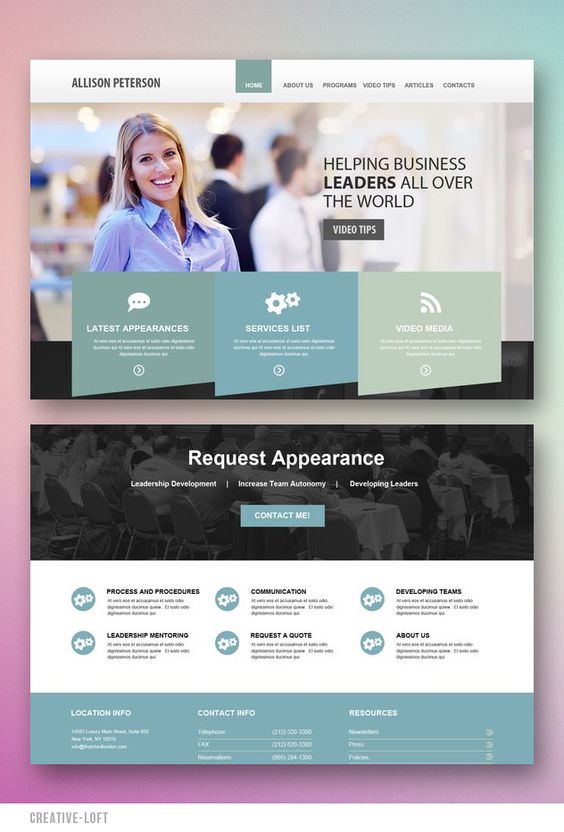 ALLISON PETERSON
HOME ABOUT US PROGRAMS VIDEO TIPS ARTICLES CONTACTS
HELPING BUSINESS
LEADERS ALL OVER
THE WORLD
VIDEO TIPS
LATEST APPEARANCES
At vero eos et accusamus et iusto odio
dignissimos ducimus qui At vero eos et accusamus et iusto odio
dignissimos ducimus qui
SERVICES LIST
At vero eos et accusamus et iusto odio
dignissimos ducimus qui At vero eos et accusamus et iusto odio
dignissimos ducimus qui
VIDEO MEDIA
At vero eos et accusamus et iusto odio
dignissimos ducimus qui At vero eos et accusamus et iusto odio
dignissimos ducimus qui
Request Appearance
Leadership Development | Increase Team Autonomy | Developing Leaders
CONTACT ME!
PROCESS AND PROCEDURES
At vero eos et accusamus et iusto odio
dignissimos ducimus quiew. Et iusto odio
dignissimos ducimus qui
COMMUNICATION
At vero eos et accusamus et iusto odio
dignissimos ducimus quiew. Et iusto odio
dignissimos ducimus qui
DEVELOPING TEAMS
At vero eos et accusamus et iusto odio
dignissimos ducimus quiew. Et iusto odio
dignissimos ducimus qui
LEADERSHIP MENTORING
At vero eos et accusamus et iusto odio
dignissimos ducimus quiew. Et iusto odio
dignissimos ducimus qui
REQUEST A QUOTE
At vero eos et accusamus et iusto odio
dignissimos ducimus quiew. Et iusto odio
dignissimos ducimus qui
ABOUT US
At vero eos et accusamus et iusto odio
dignissimos ducimus quiew. Et iusto odio
dignissimos ducimus qui
LOCATION INFO
14567 Luxury Main Street, Suite 850
New York, NY 10010
info@thatchedlondon.com
CONTACT INFO
Telephone (212) 320-3300
FAX (212) 620-3300
Reservations (866) 284-1300
RESOURCES
Newsletters
Press
Policies
CREATIVE-LOFT